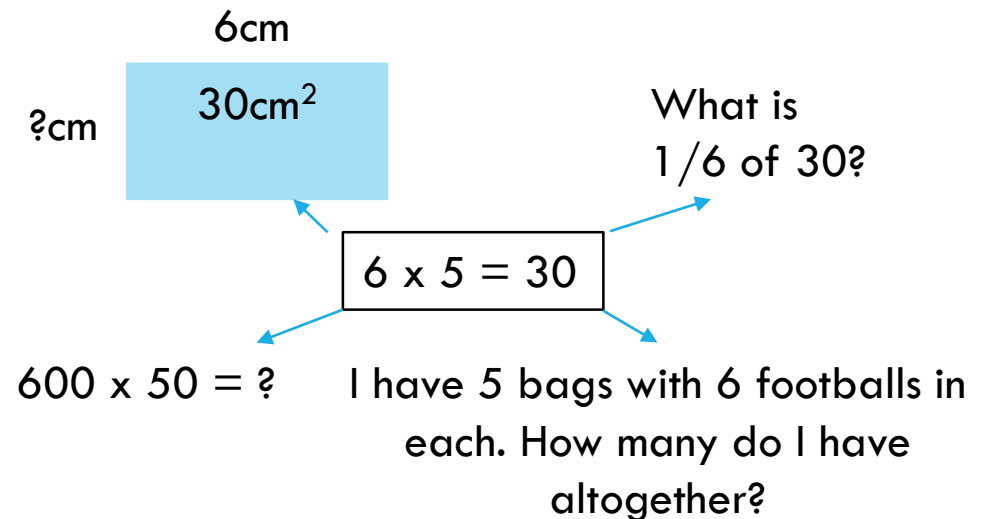 6cm
30cm²
?cm
What is
1/6 of 30?
6 x 5 = 30
600 x 50 = ?
I have 5 bags with 6 footballs in
each. How many do I have
altogether?